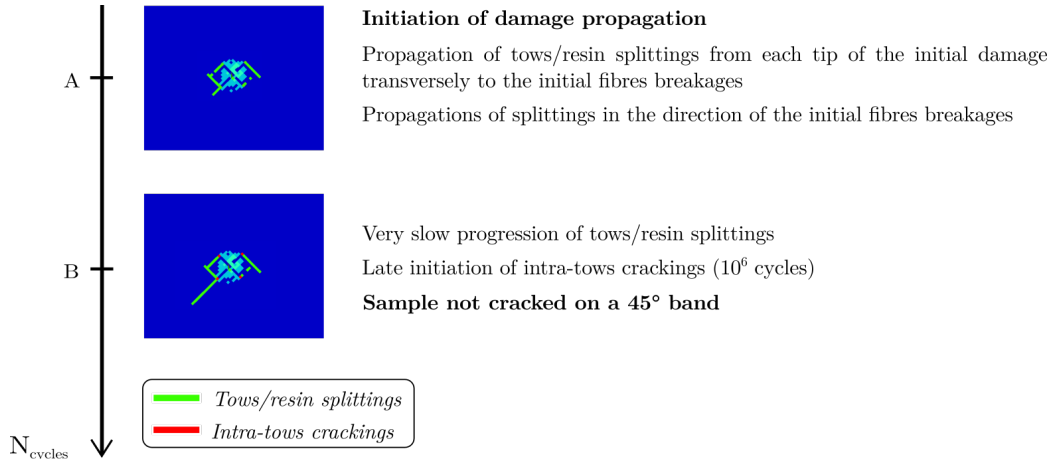 Initiation of damage propagation
Propagation of tows/resin splittings from each tip of the initial damage
transversely to the initial fibres breakages
A
Propagations of splittings in the direction of the initial fibres breakages
Very slow progression of tows/resin splittings
B
Late initiation of intra-tows crackings (10⁶ cycles)
Sample not cracked on a 45° band
Tows/resin splittings
Intra-tows crackings
N_cycles